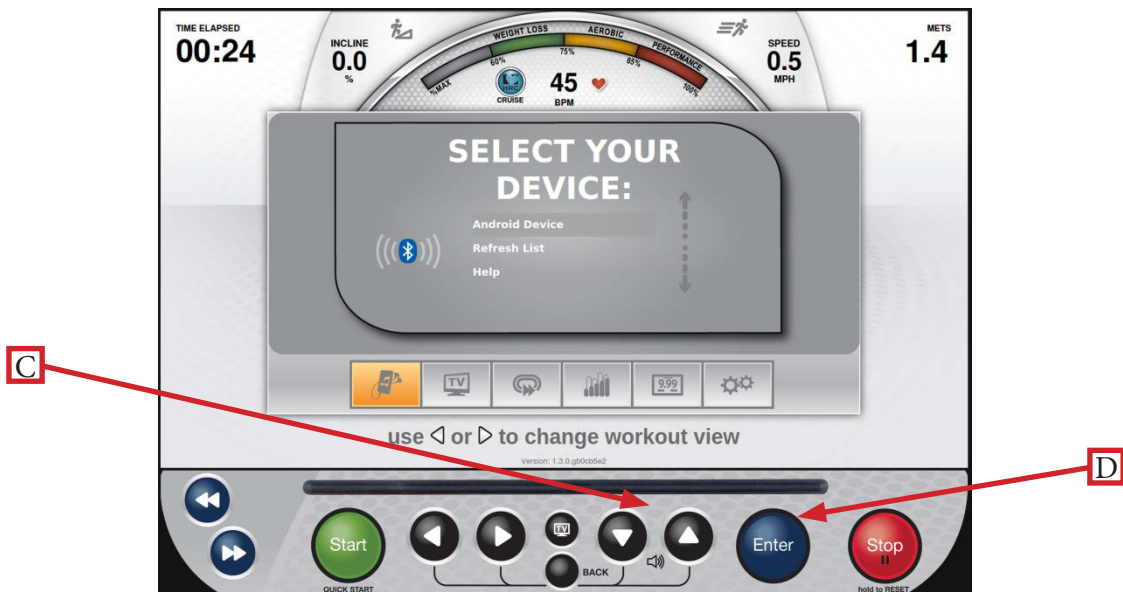 TIME ELAPSED
00:24
INCLINE
0.0
%
%MAX
60%
WEIGHT LOSS
75%
AEROBIC
85%
PERFORMANCE
100%
HRC
CRUISE
45
BPM
SPEED
0.5
MPH
METS
1.4
SELECT YOUR
DEVICE:
Android Device
Refresh List
Help
C
TV
9.99
use ◁ or ▷ to change workout view
Version: 1.3.0.gb0cb5e2
D
Start
QUICK START
TV
BACK
Enter
Stop
hold to RESET